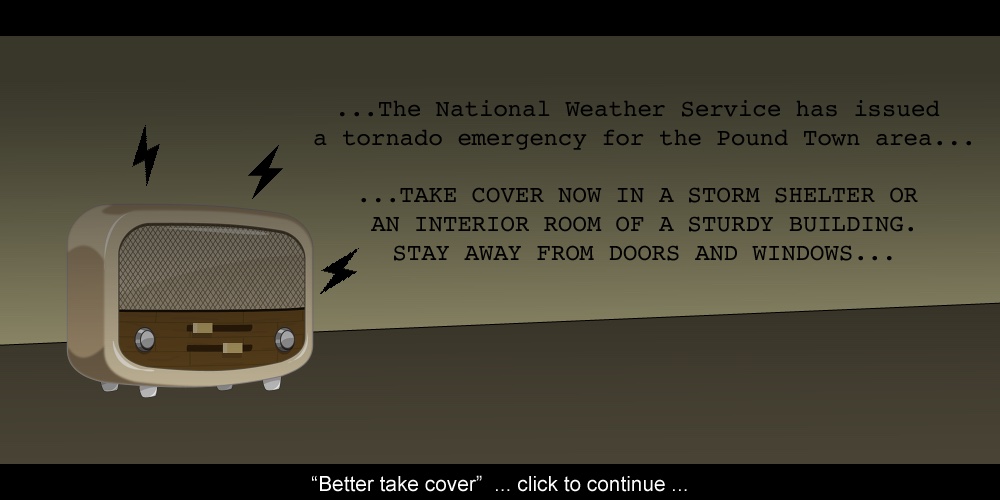 ...The National Weather Service has issued
a tornado emergency for the Pound Town area...
...TAKE COVER NOW IN A STORM SHELTER OR
AN INTERIOR ROOM OF A STURDY BUILDING.
STAY AWAY FROM DOORS AND WINDOWS...
“Better take cover” ... click to continue ...